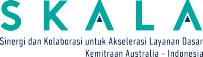 SKALA
Sinergi dan Kolaborasi untuk Akselerasi Layanan Dasar
Kemitraan Australia - Indonesia